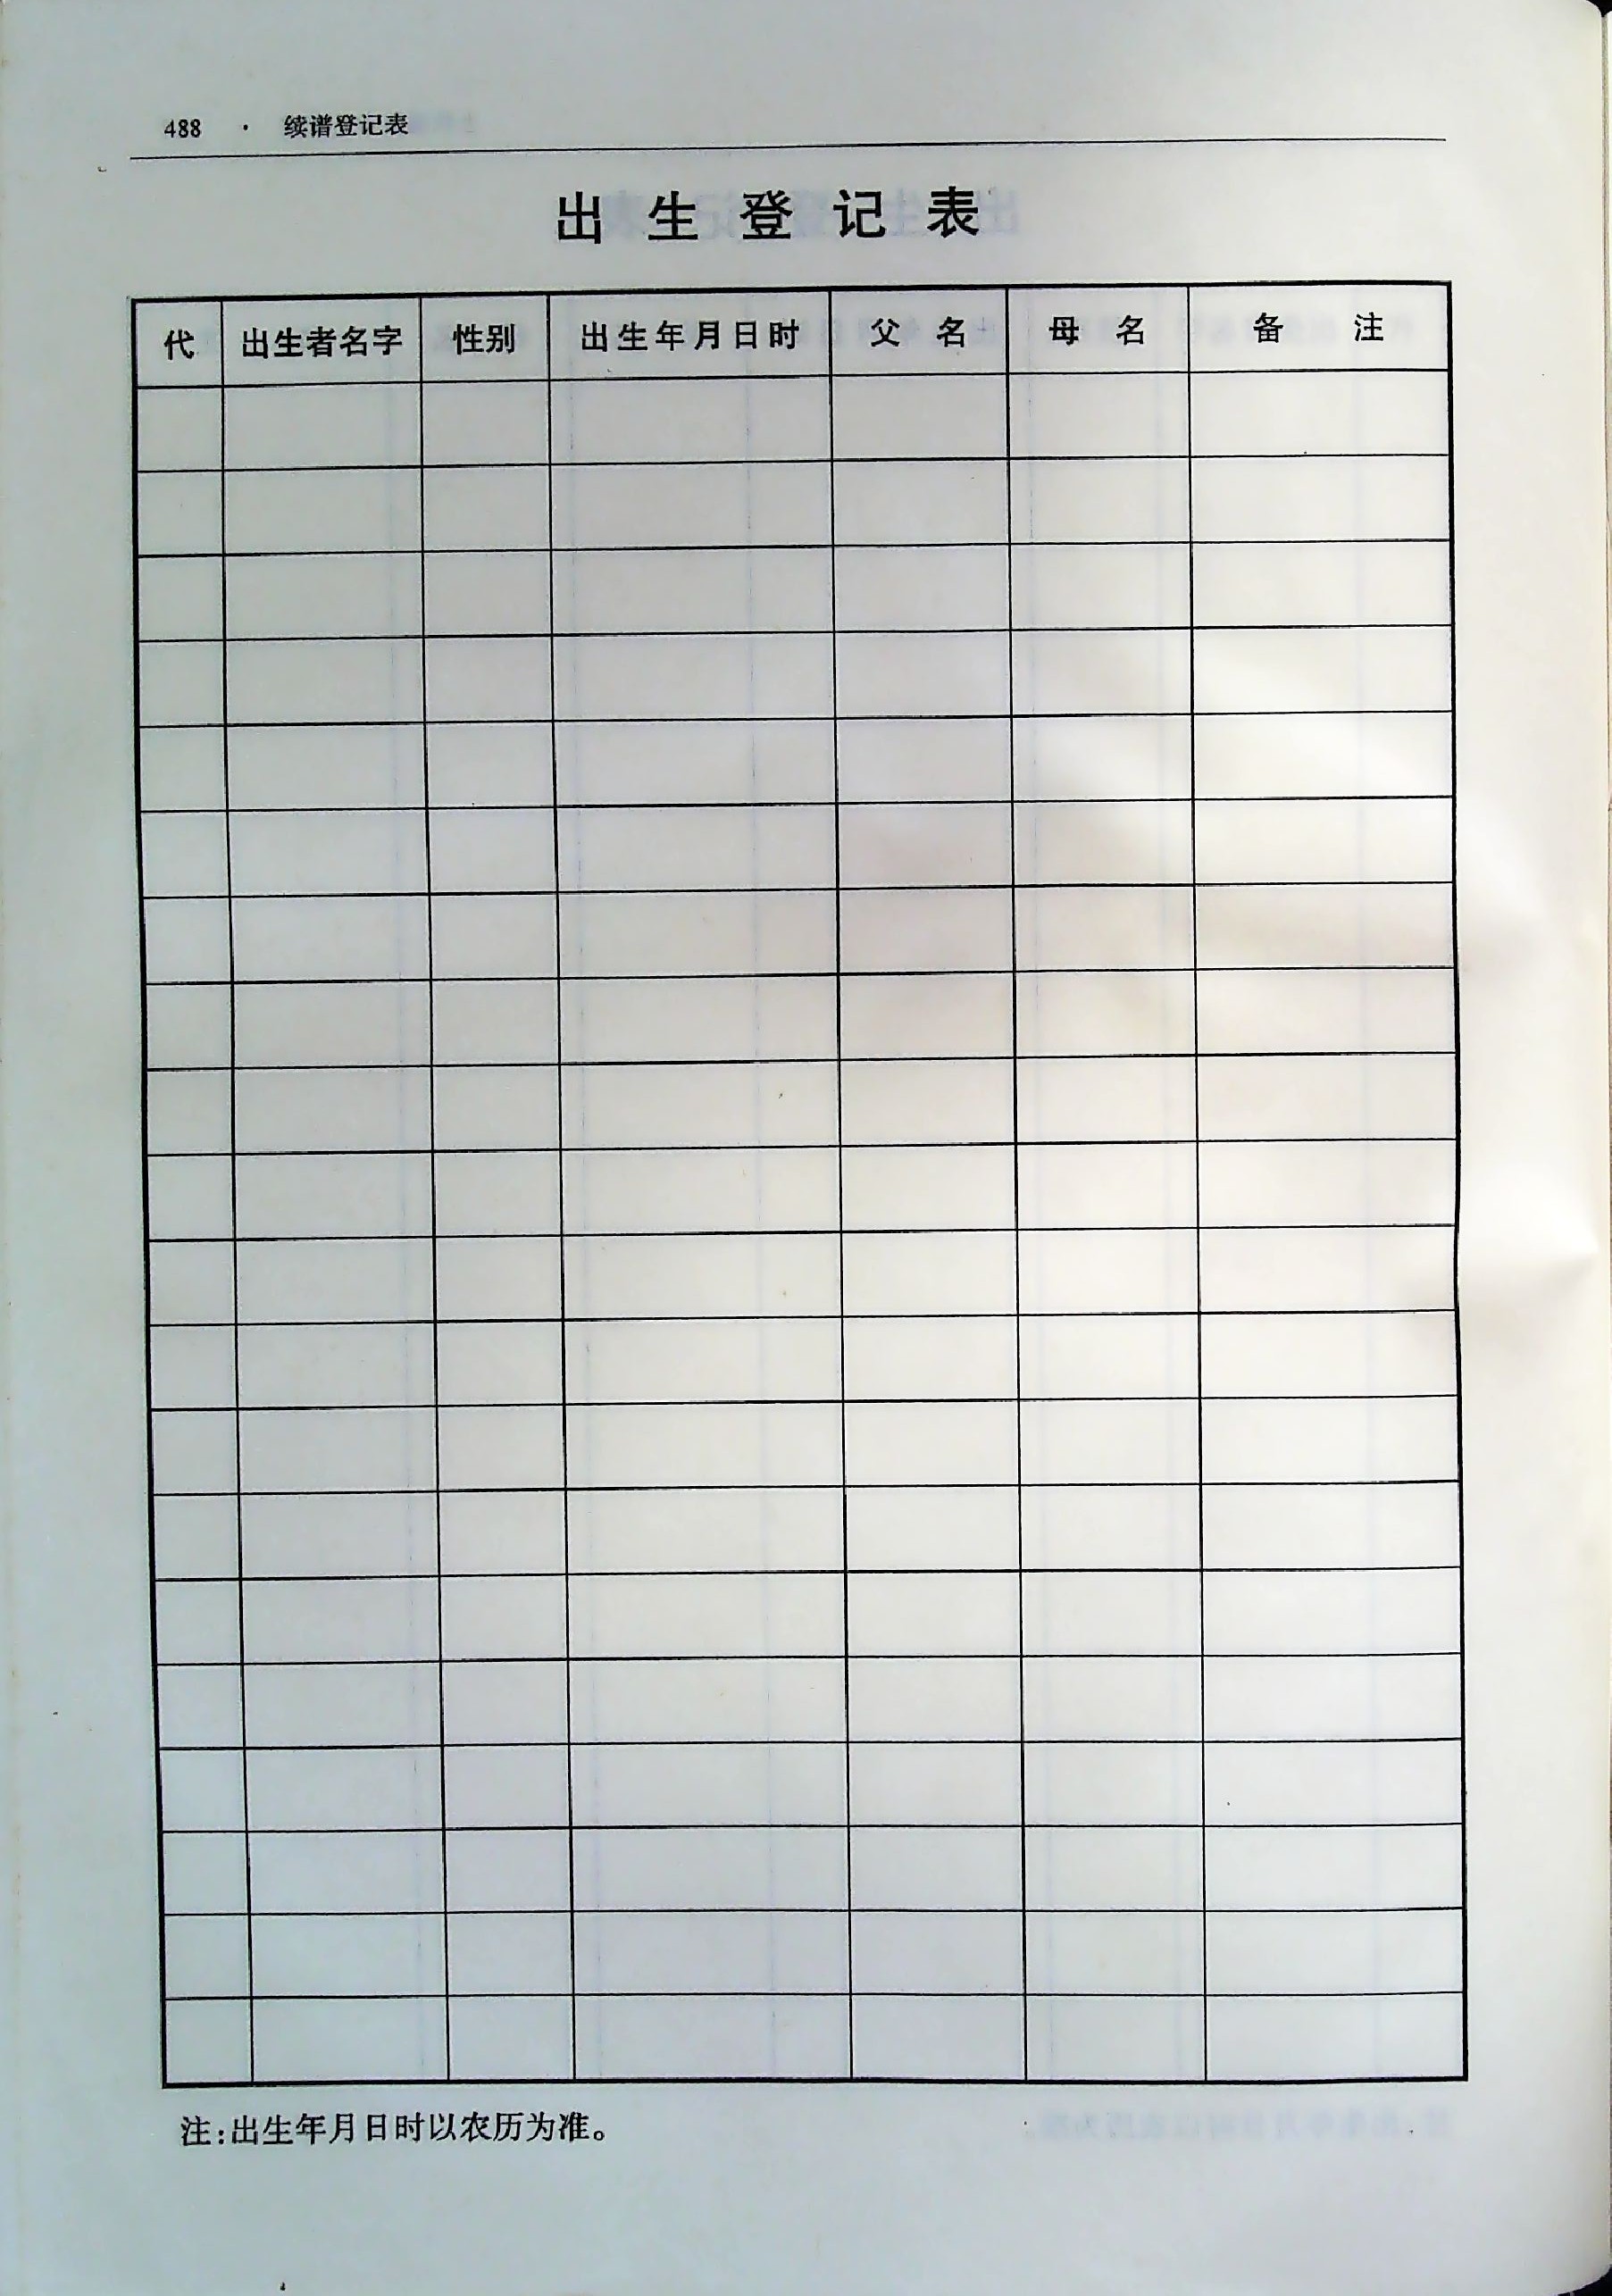 488 · 续谱登记表
出生登记表
代 出生者名字 性别 出生年月日时 父名 母名 备注
注:出生年月日时以农历为准。